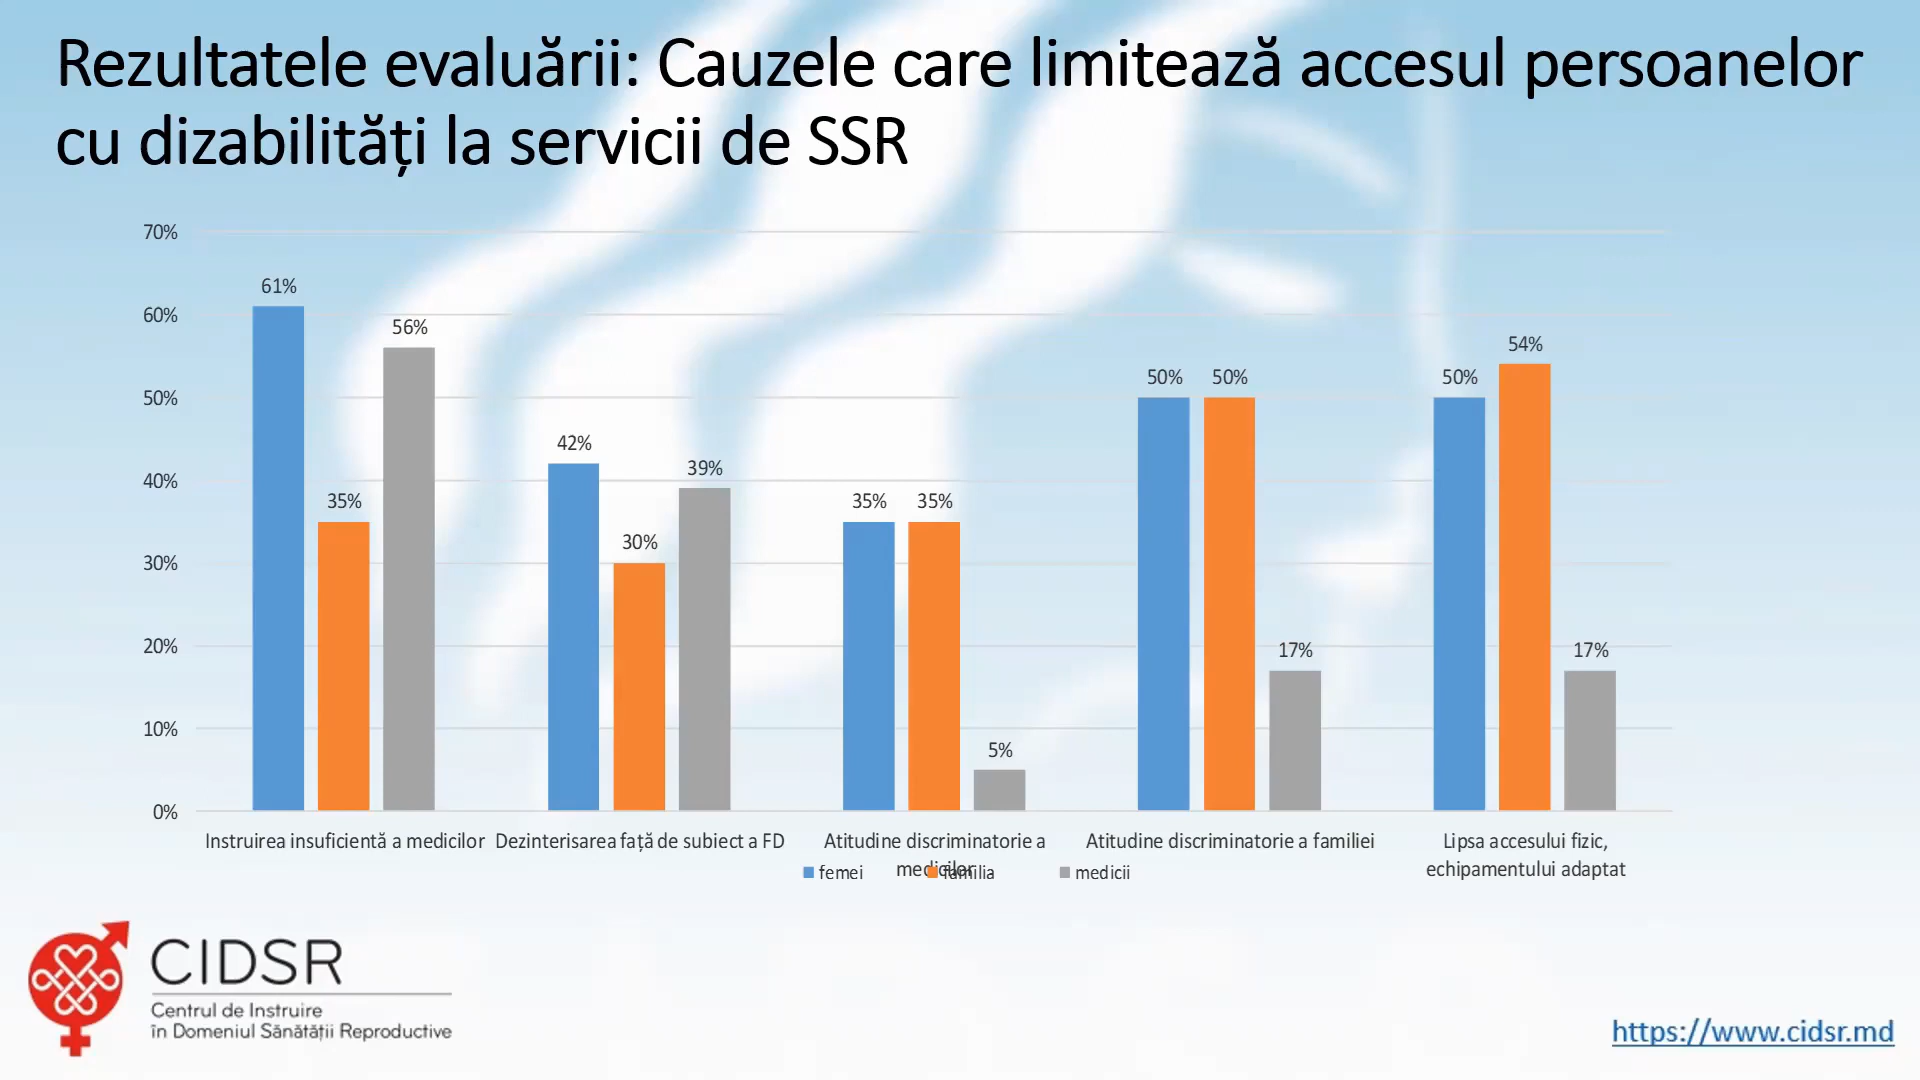 Rezultatele evaluării: Cauzele care limitează accesul persoanelor
cu dizabilități la servicii de SSR
70%
60%
50%
40%
30%
20%
10%
0%
61%
35%
56%
42%
30%
39%
35%
35%
5%
50%
50%
17%
50%
54%
17%
Instruirea insuficientă a medicilor
Dezinterisarea față de subiect a FD
Atitudine discriminatorie a
medicilor
Atitudine discriminatorie a familiei
Lipsa accesului fizic,
echipamentului adaptat
femei
familia
medicii
CIDSR
Centrul de Instruire
în Domeniul Sănătății Reproductive
https://www.cidsr.md